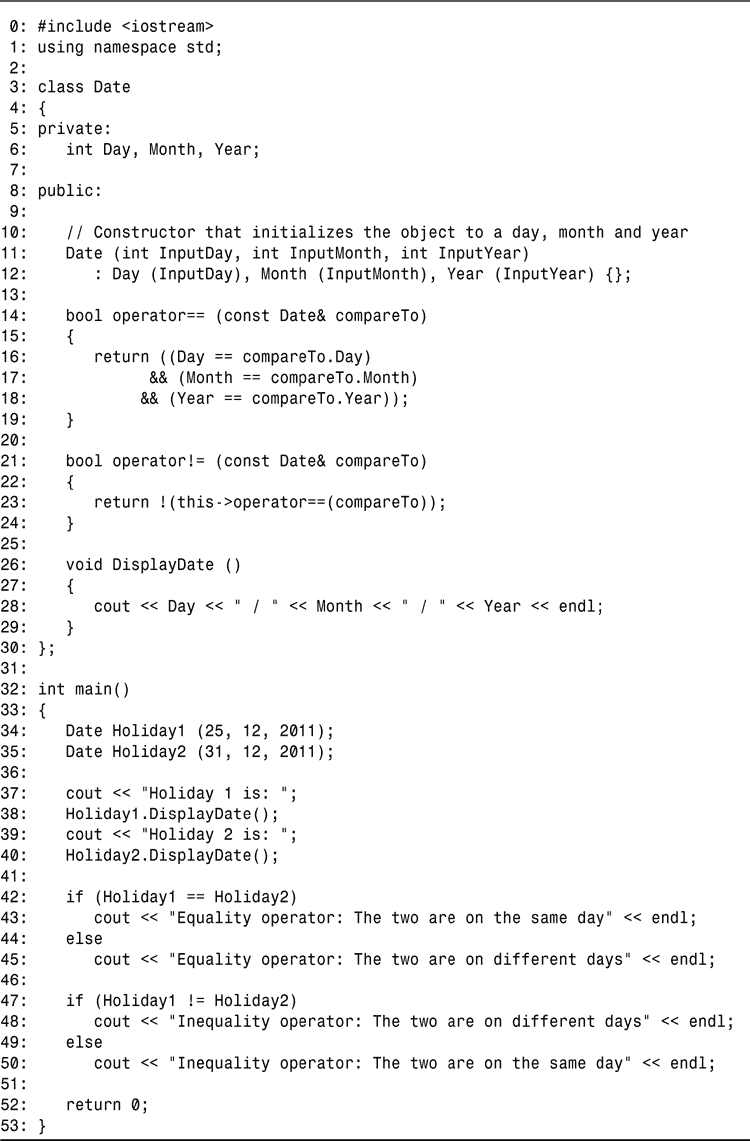 0: #include <iostream>
1: using namespace std;
2:
3: class Date
4: {
5: private:
6:    int Day, Month, Year;
7:
8: public:
9:
10:    // Constructor that initializes the object to a day, month and year
11:    Date (int InputDay, int InputMonth, int InputYear)
12:       : Day (InputDay), Month (InputMonth), Year (InputYear) {};
13:
14:    bool operator== (const Date& compareTo)
15:    {
16:       return ((Day == compareTo.Day)
17:             && (Month == compareTo.Month)
18:            && (Year == compareTo.Year));
19:    }
20:
21:    bool operator!= (const Date& compareTo)
22:    {
23:       return !(this->operator==(compareTo));
24:    }
25:
26:    void DisplayDate ()
27:    {
28:       cout << Day << " / " << Month << " / " << Year << endl;
29:    }
30: };
31:
32: int main()
33: {
34:    Date Holiday1 (25, 12, 2011);
35:    Date Holiday2 (31, 12, 2011);
36:
37:    cout << "Holiday 1 is: ";
38:    Holiday1.DisplayDate();
39:    cout << "Holiday 2 is: ";
40:    Holiday2.DisplayDate();
41:
42:    if (Holiday1 == Holiday2)
43:       cout << "Equality operator: The two are on the same day" << endl;
44:    else
45:       cout << "Equality operator: The two are on different days" << endl;
46:
47:    if (Holiday1 != Holiday2)
48:       cout << "Inequality operator: The two are on different days" << endl;
49:    else
50:       cout << "Inequality operator: The two are on the same day" << endl;
51:
52:    return 0;
53: }